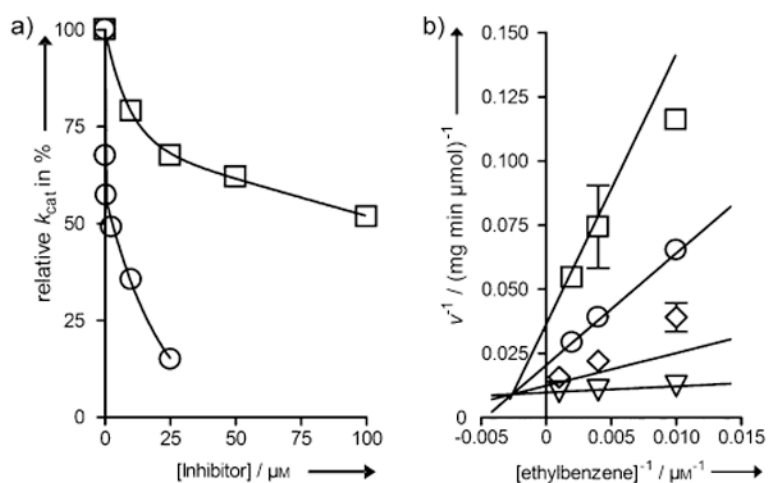 a)
100
75
50
25
0
relative kcat in %
0 25 50 75 100
[Inhibitor] / μM
b)
0.150
0.125
0.100
0.075
0.050
0.025
0
v⁻¹ / (mg min μmol)⁻¹
-0.005 0 0.005 0.010 0.015
[ethylbenzene]⁻¹ / μM⁻¹